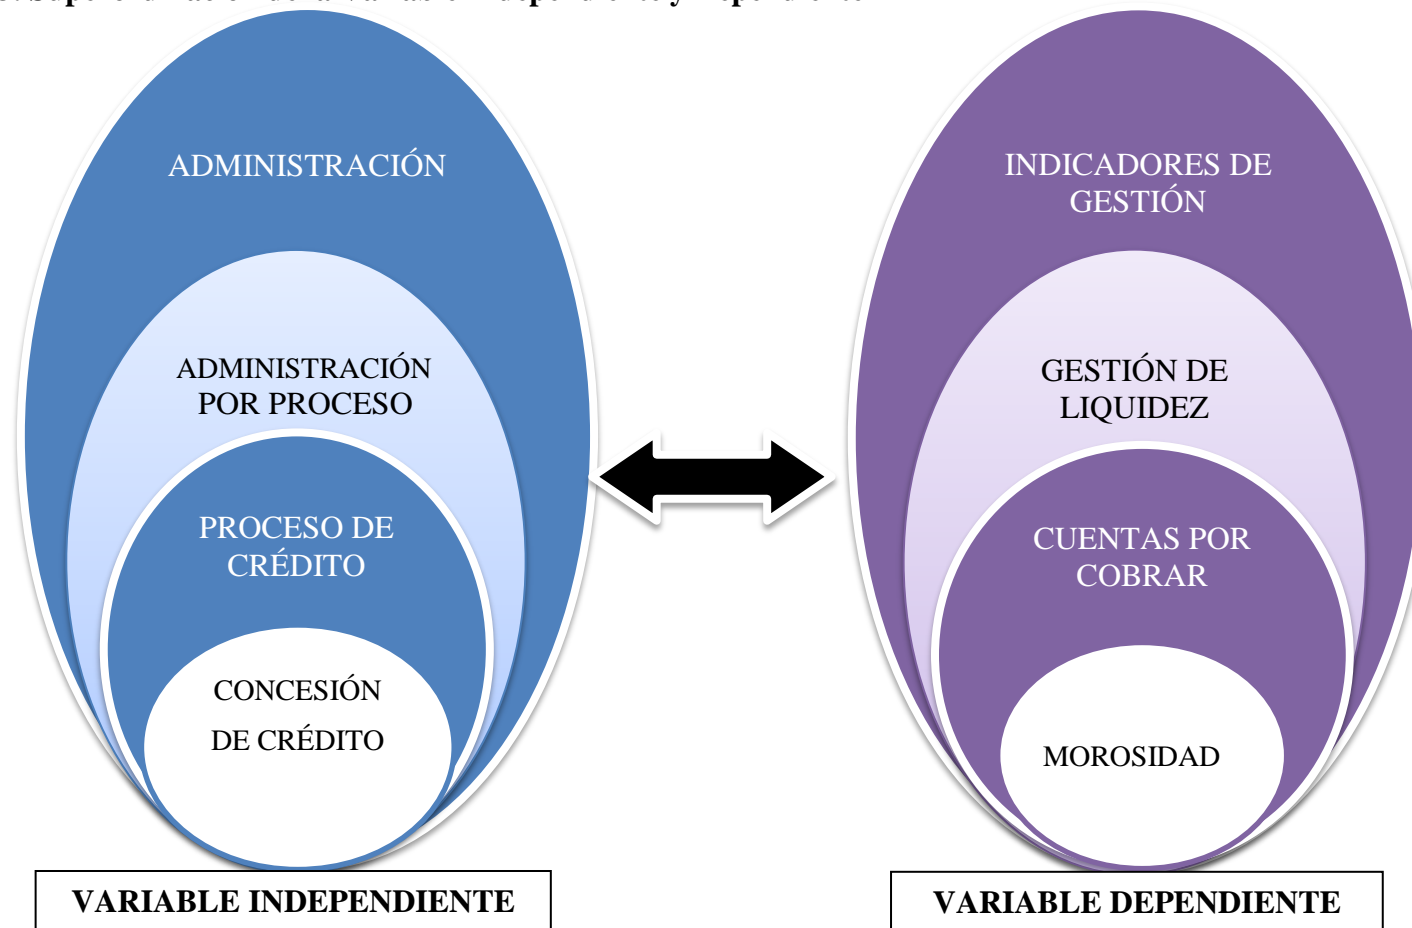 ADMINISTRACIÓN
ADMINISTRACIÓN
POR PROCESO
PROCESO DE
CRÉDITO
CONCESIÓN
DE CRÉDITO
VARIABLE INDEPENDIENTE
INDICADORES DE
GESTIÓN
GESTIÓN DE
LIQUIDEZ
CUENTAS POR
COBRAR
MOROSIDAD
VARIABLE DEPENDIENTE